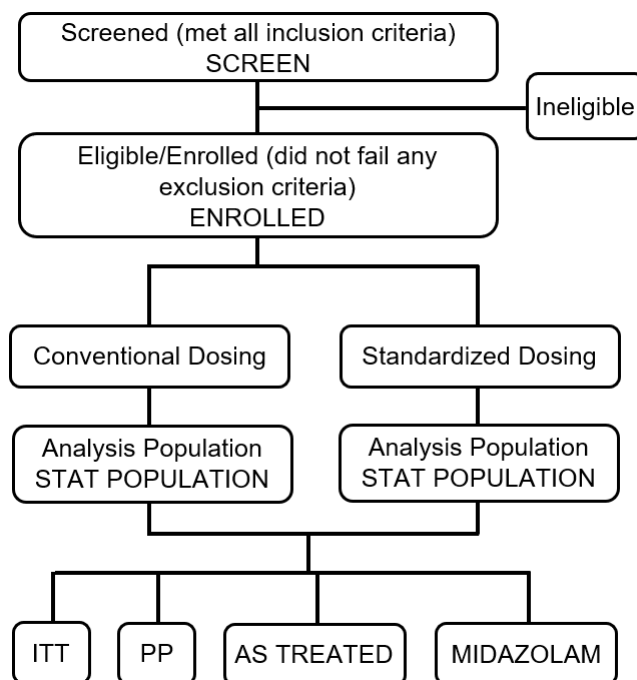 Screened (met all inclusion criteria)
SCREEN
Ineligible
Eligible/Enrolled (did not fail any
exclusion criteria)
ENROLLED
Conventional Dosing
Standardized Dosing
Analysis Population
STAT POPULATION
Analysis Population
STAT POPULATION
ITT
PP
AS TREATED
MIDAZOLAM